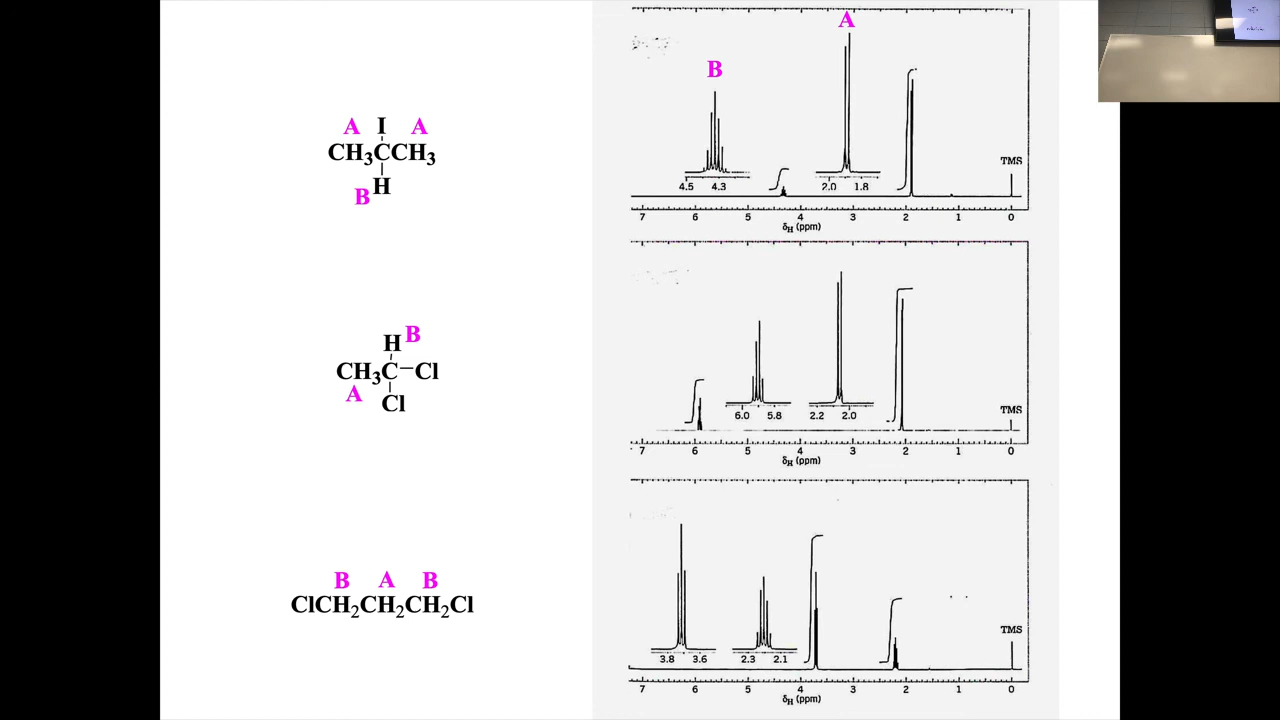 A
B
4.5 4.3
2.0 1.8
TMS
7 6 5 4 3 2 1 0
δH (ppm)
A I A
CH3CCH3
H
B
6.0 5.8
2.2 2.0
TMS
7 6 5 4 3 2 1 0
δH (ppm)
H B
CH3C–Cl
A
Cl
3.8 3.6
2.3 2.1
TMS
7 6 5 4 3 2 1 0
δH (ppm)
B A B
ClCH2CH2CH2Cl